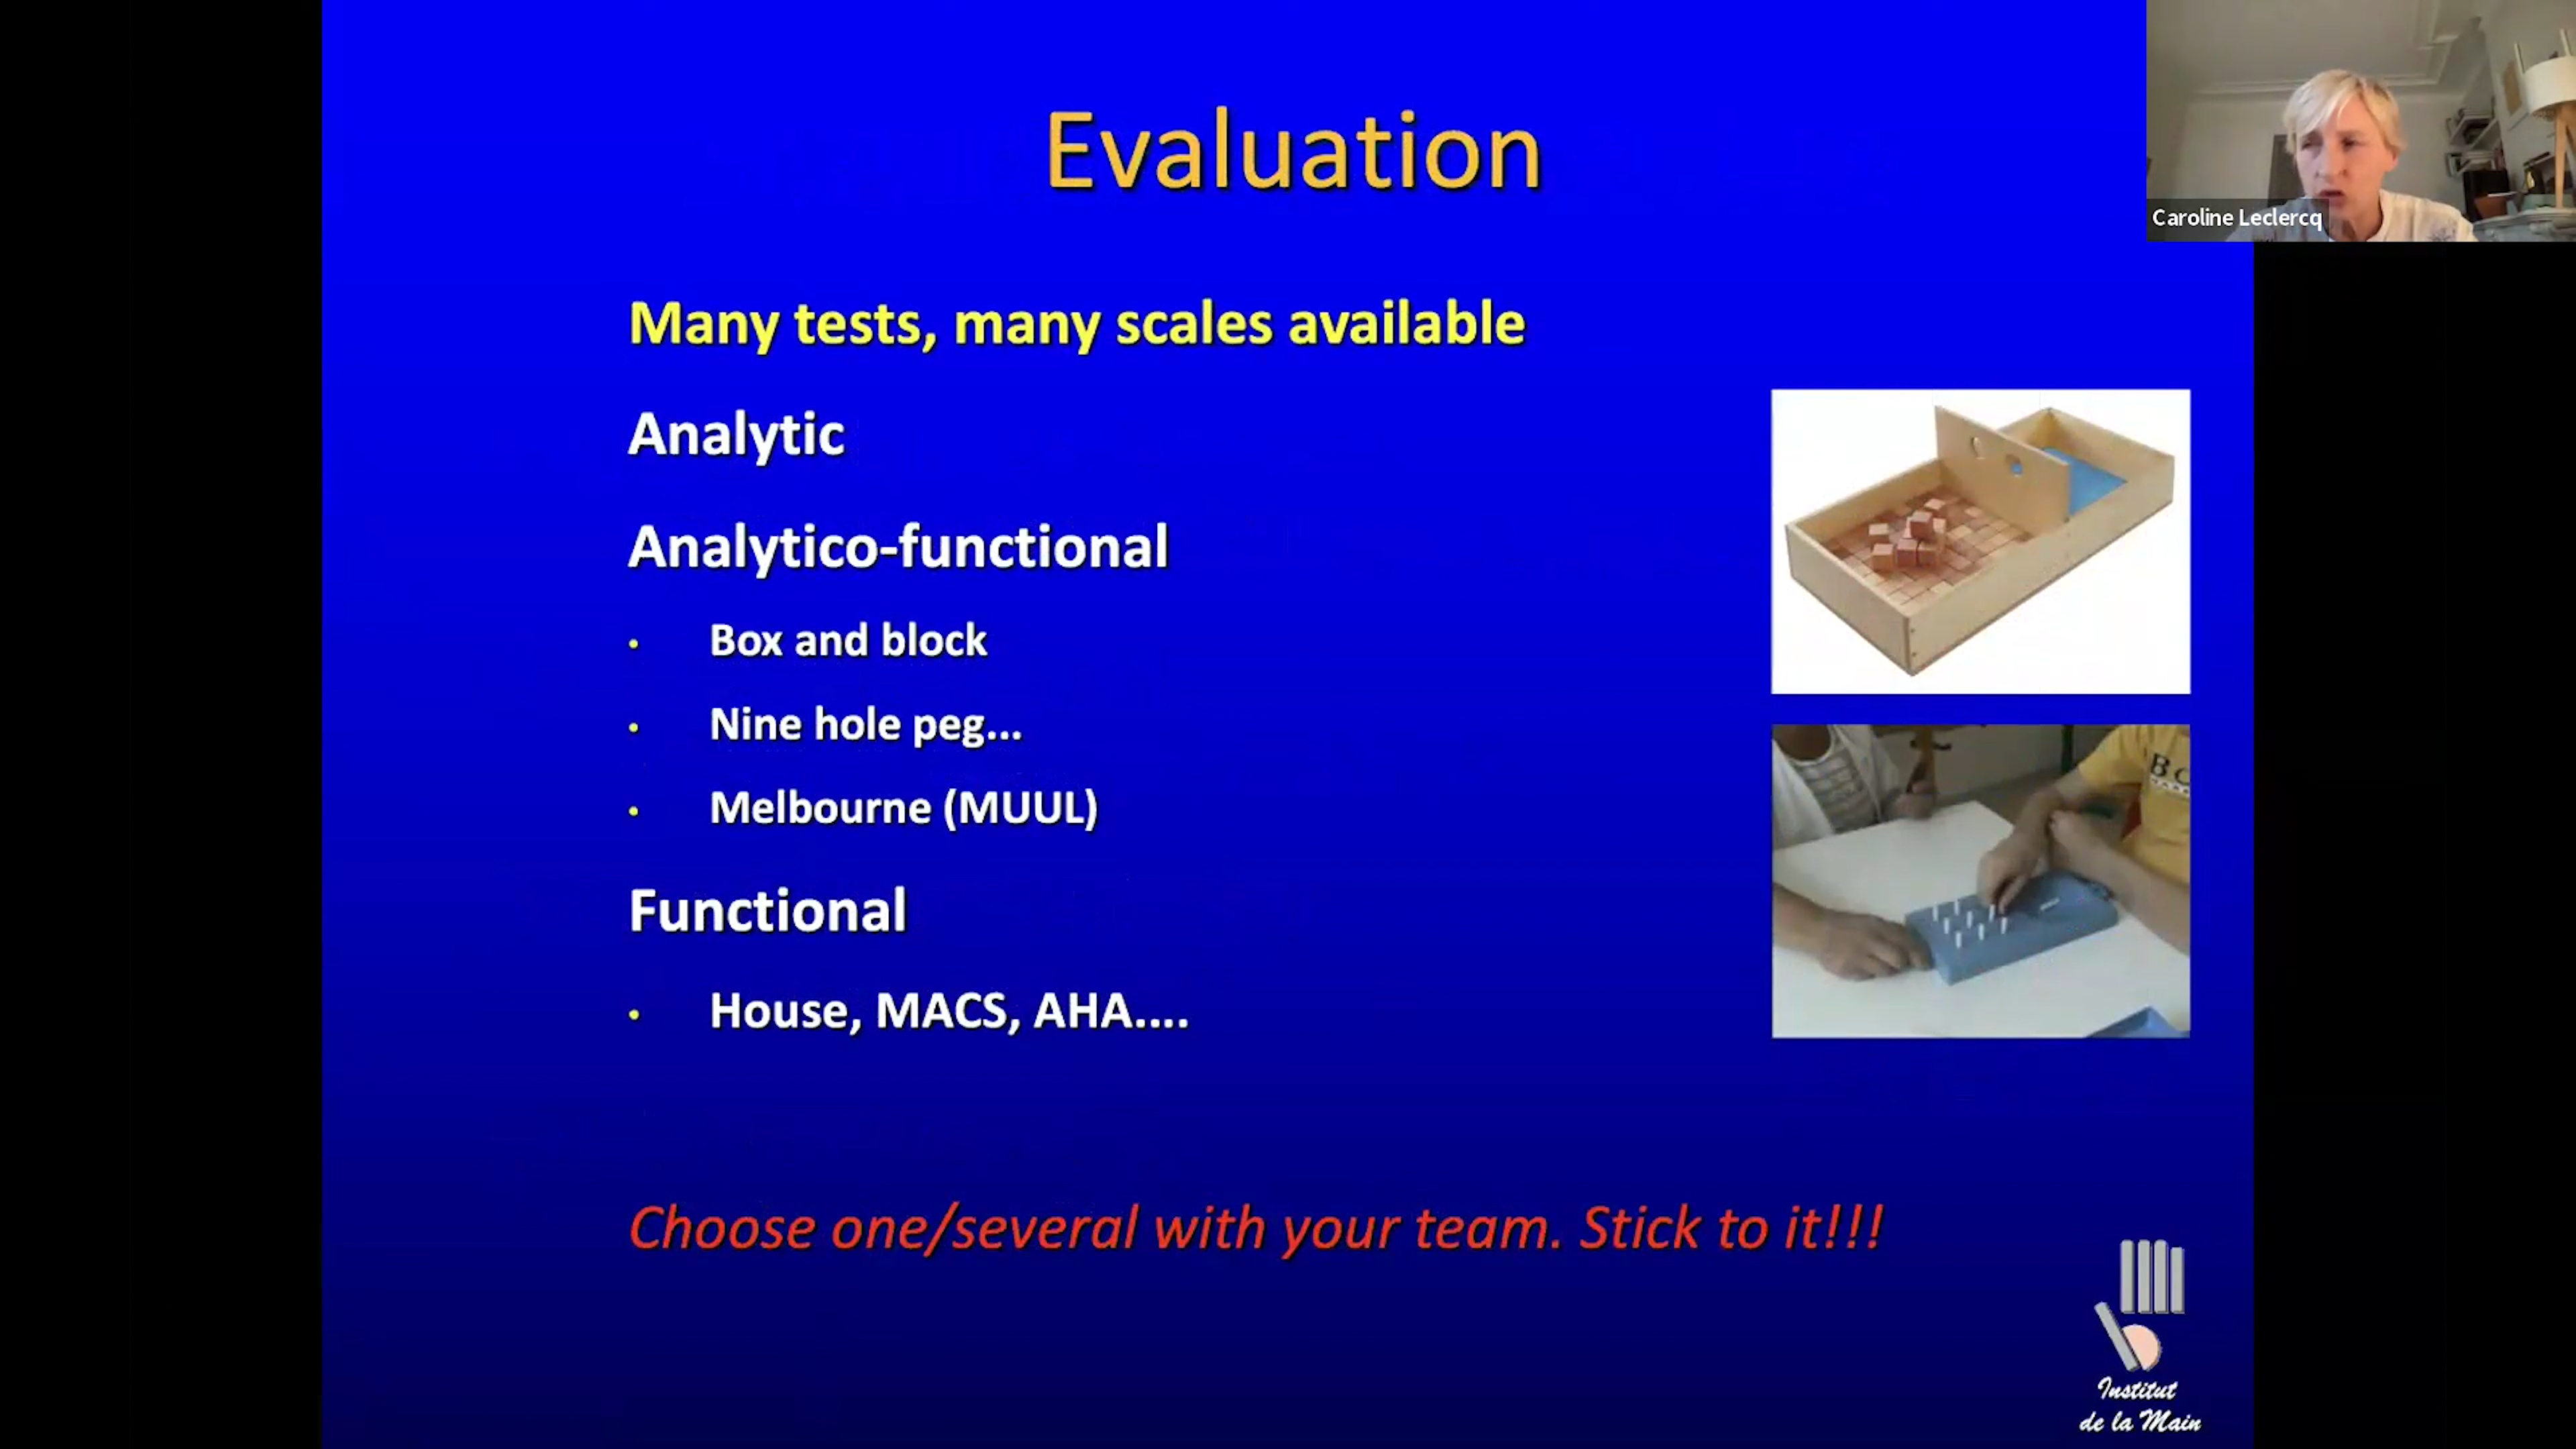 Evaluation
Caroline Leclercq
Many tests, many scales available
Analytic
Analytico-functional
• Box and block
• Nine hole peg...
• Melbourne (MUUL)
Functional
• House, MACS, AHA....
Choose one/several with your team. Stick to it!!!
Institut
de la Main